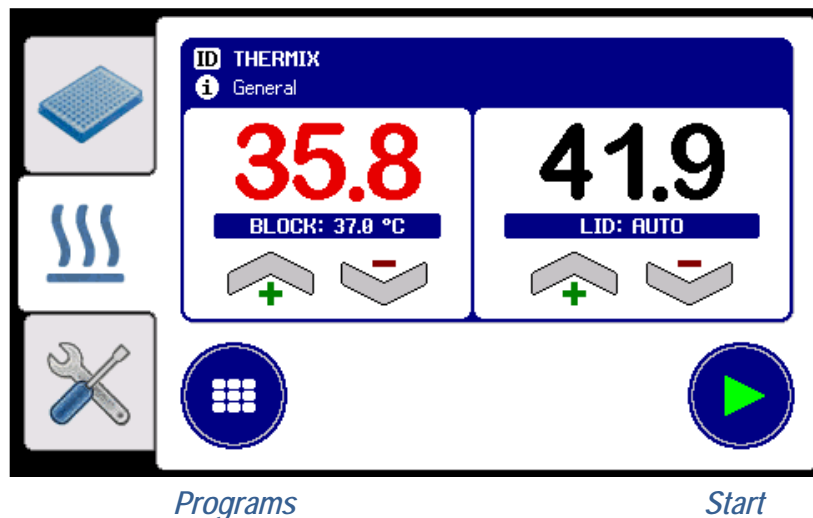 ID THERMIX
i General
35.8 41.9
BLOCK: 37.0 °C LID: AUTO
+ - + -
Programs Start